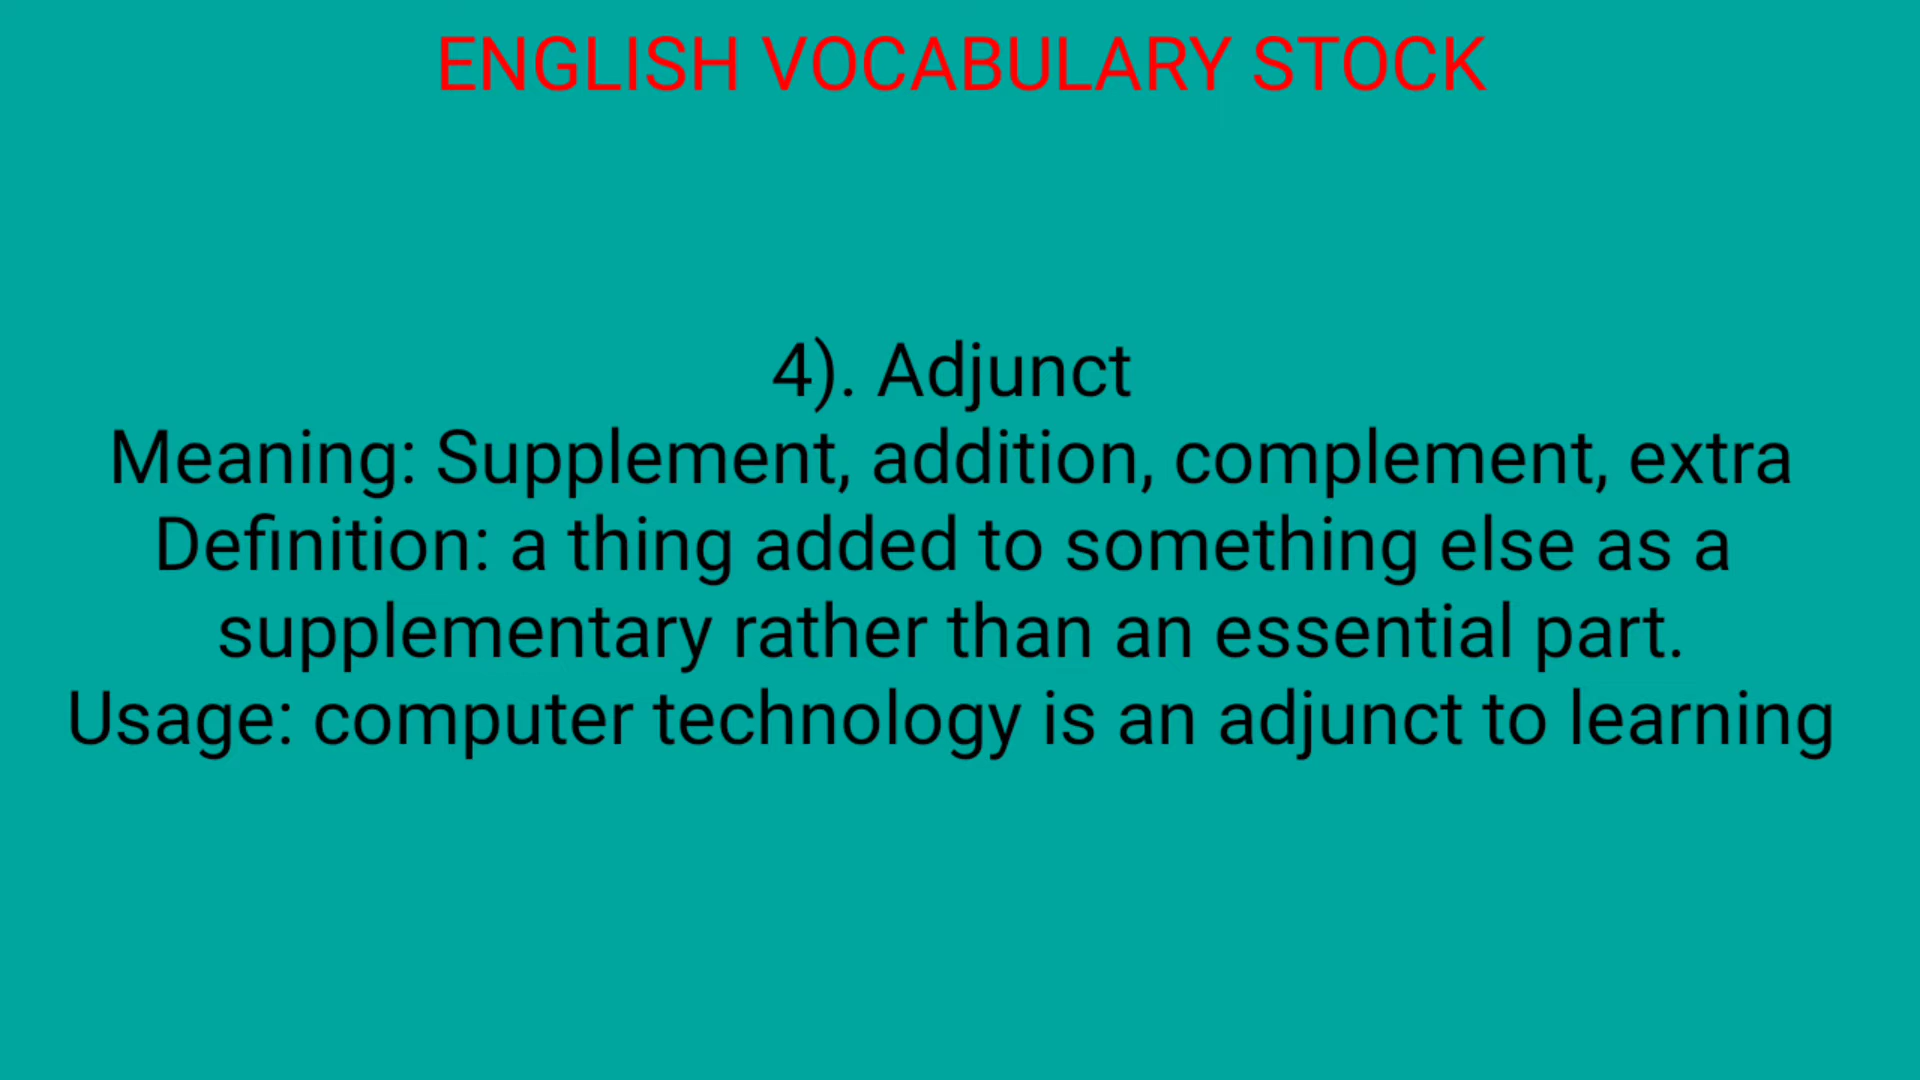 ENGLISH VOCABULARY STOCK
4). Adjunct
Meaning: Supplement, addition, complement, extra
Definition: a thing added to something else as a
supplementary rather than an essential part.
Usage: computer technology is an adjunct to learning